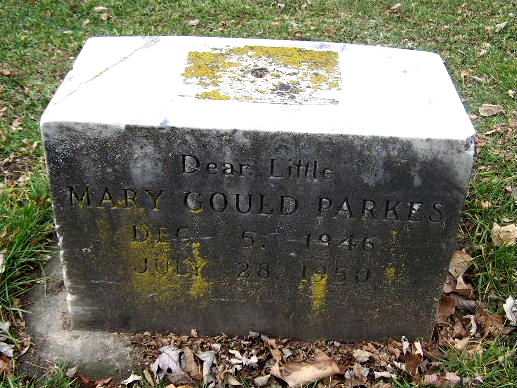 Dear Little
MARY GOULD PARKES
DEC. 5, 1946
JULY 28, 1950